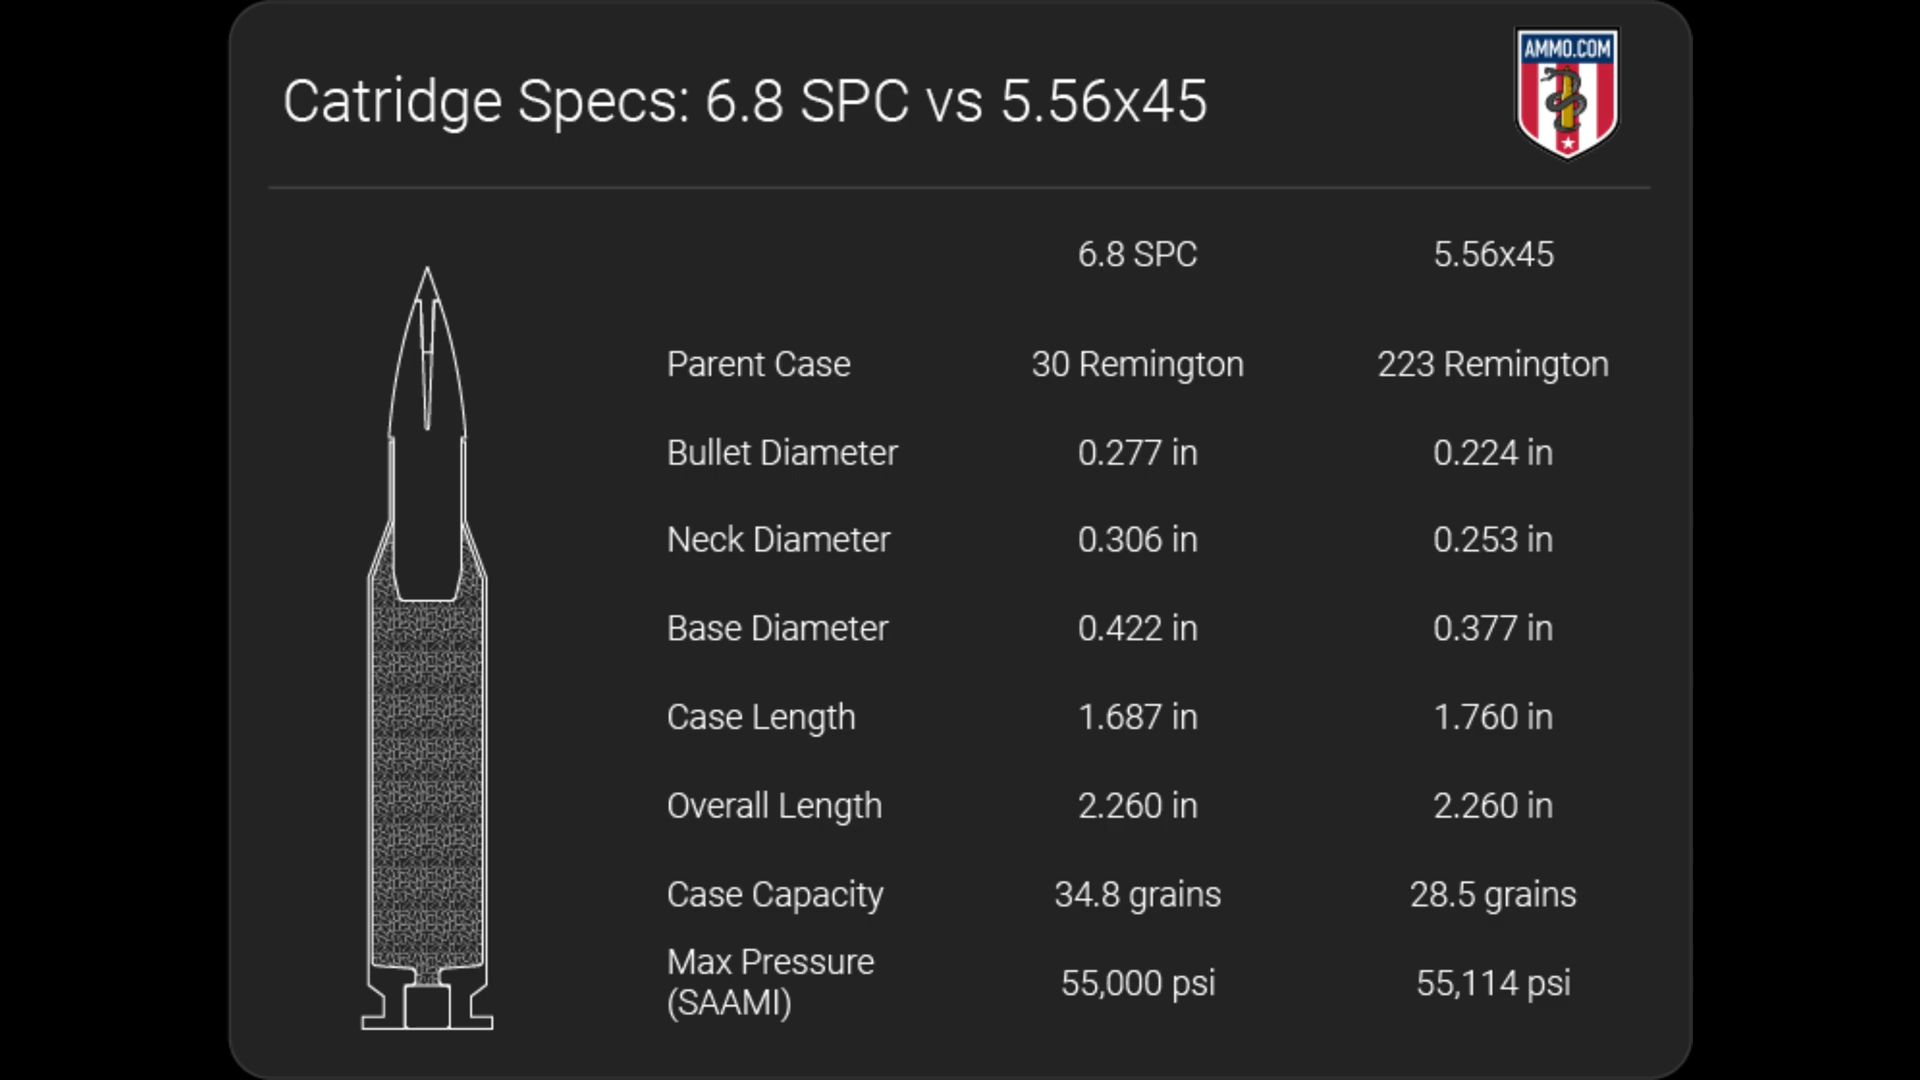 AMMO.COM
Catridge Specs: 6.8 SPC vs 5.56x45
6.8 SPC 5.56x45
Parent Case 30 Remington 223 Remington
Bullet Diameter 0.277 in 0.224 in
Neck Diameter 0.306 in 0.253 in
Base Diameter 0.422 in 0.377 in
Case Length 1.687 in 1.760 in
Overall Length 2.260 in 2.260 in
Case Capacity 34.8 grains 28.5 grains
Max Pressure
(SAAMI) 55,000 psi 55,114 psi